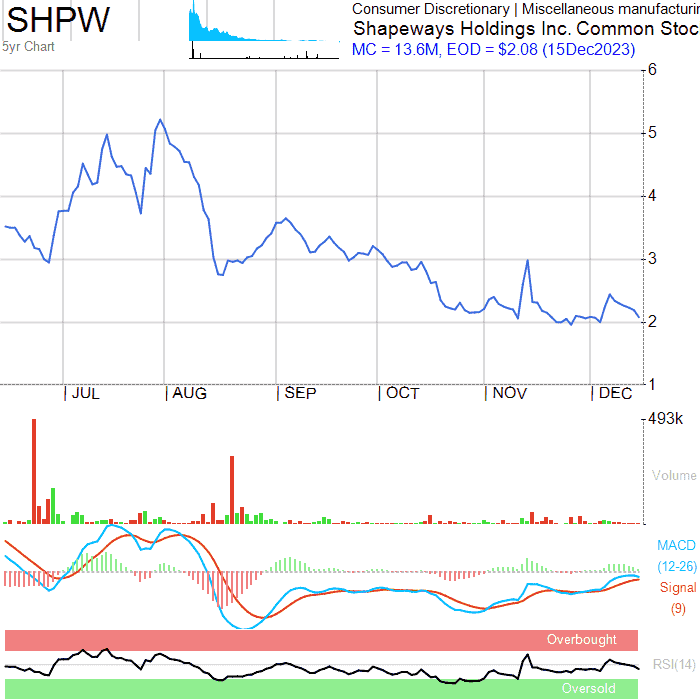 SHPW
5yr Chart
Consumer Discretionary | Miscellaneous manufacturin
Shapeways Holdings Inc. Common Stoc
MC = 13.6M, EOD = $2.08 (15Dec2023)
6
5
4
3
2
1
JUL AUG SEP OCT NOV DEC
493k
Volume
MACD
(12-26)
Signal
(9)
Overbought
RSI(14)
Oversold